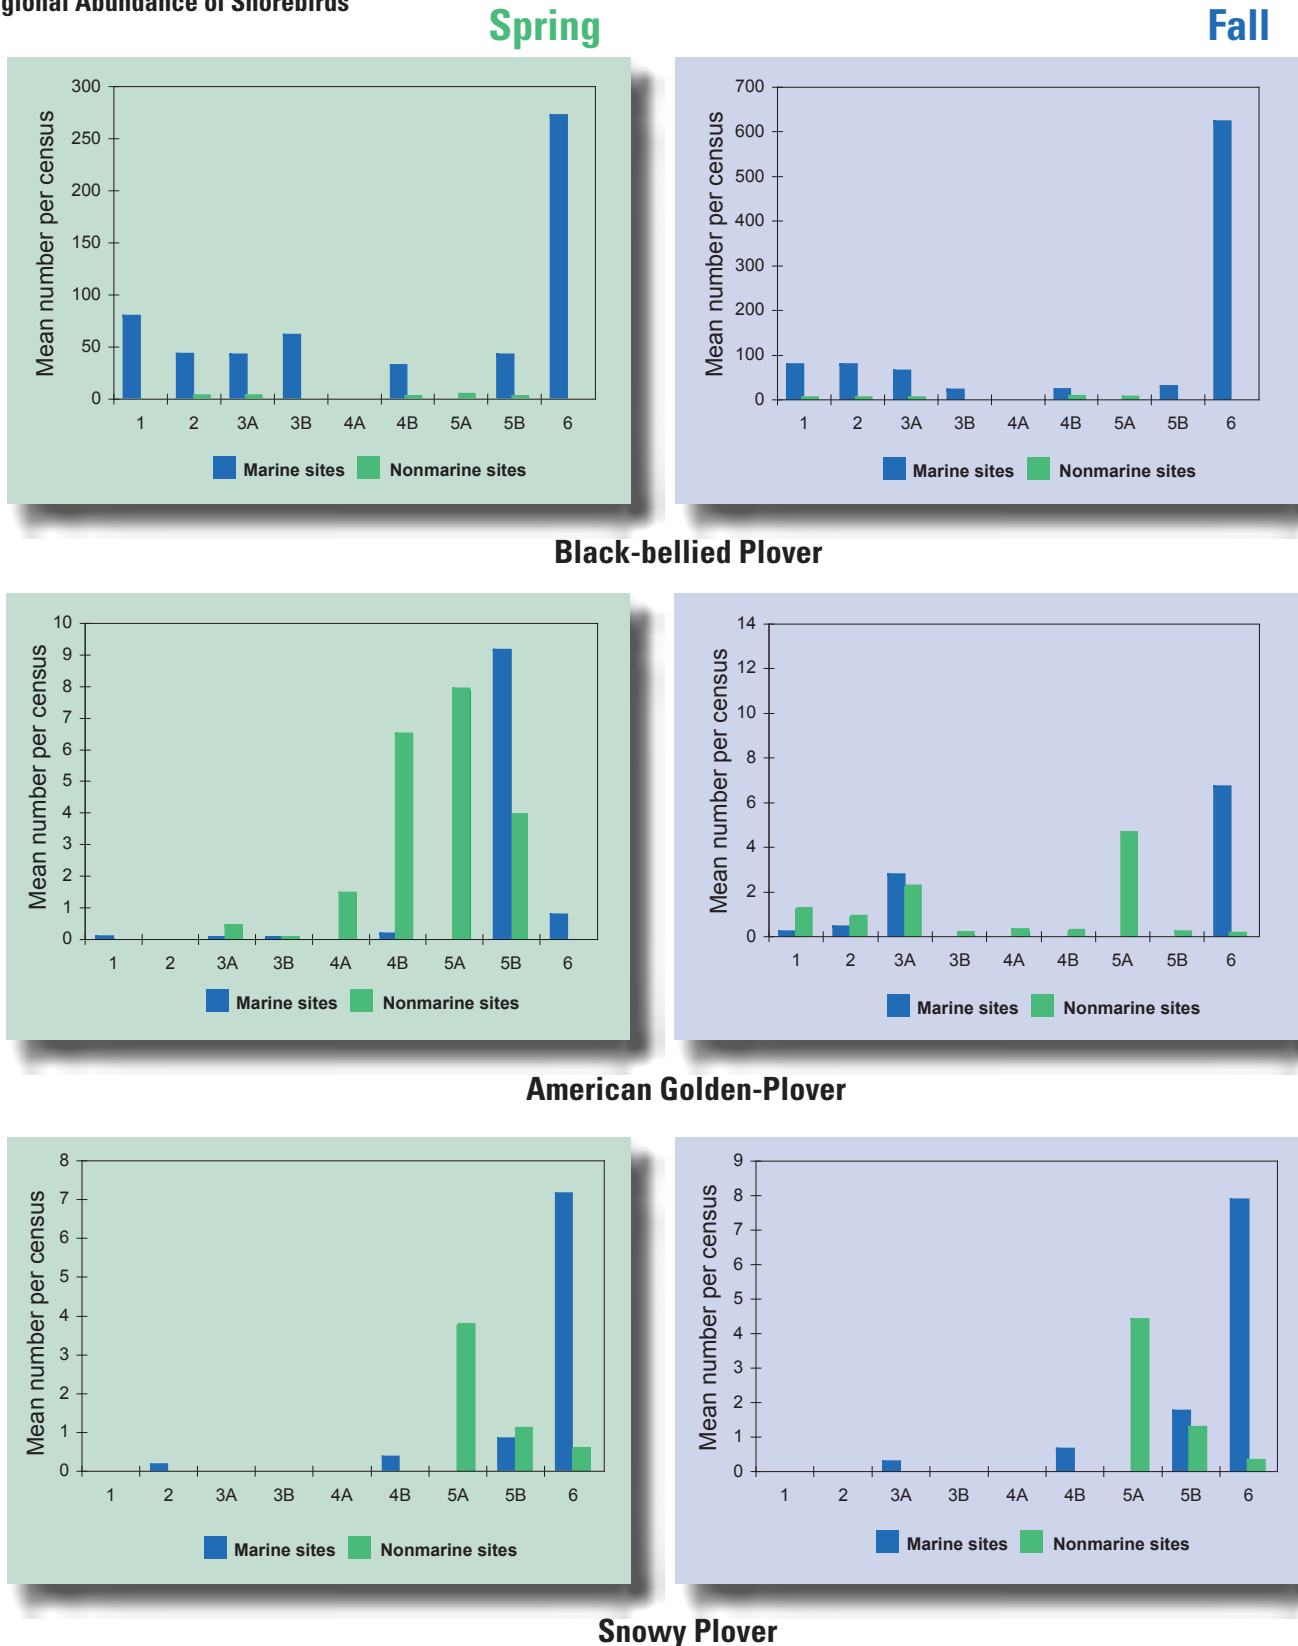 gional Abundance of Shorebirds
Spring
Fall
Mean number per census
300
250
200
150
100
50
0
1 2 3A 3B 4A 4B 5A 5B 6
Marine sites Nonmarine sites
Mean number per census
700
600
500
400
300
200
100
0
1 2 3A 3B 4A 4B 5A 5B 6
Marine sites Nonmarine sites
Black-bellied Plover
Mean number per census
10
9
8
7
6
5
4
3
2
1
0
1 2 3A 3B 4A 4B 5A 5B 6
Marine sites Nonmarine sites
Mean number per census
14
12
10
8
6
4
2
0
1 2 3A 3B 4A 4B 5A 5B 6
Marine sites Nonmarine sites
American Golden-Plover
Mean number per census
8
7
6
5
4
3
2
1
0
1 2 3A 3B 4A 4B 5A 5B 6
Marine sites Nonmarine sites
Mean number per census
9
8
7
6
5
4
3
2
1
0
1 2 3A 3B 4A 4B 5A 5B 6
Marine sites Nonmarine sites
Snowy Plover